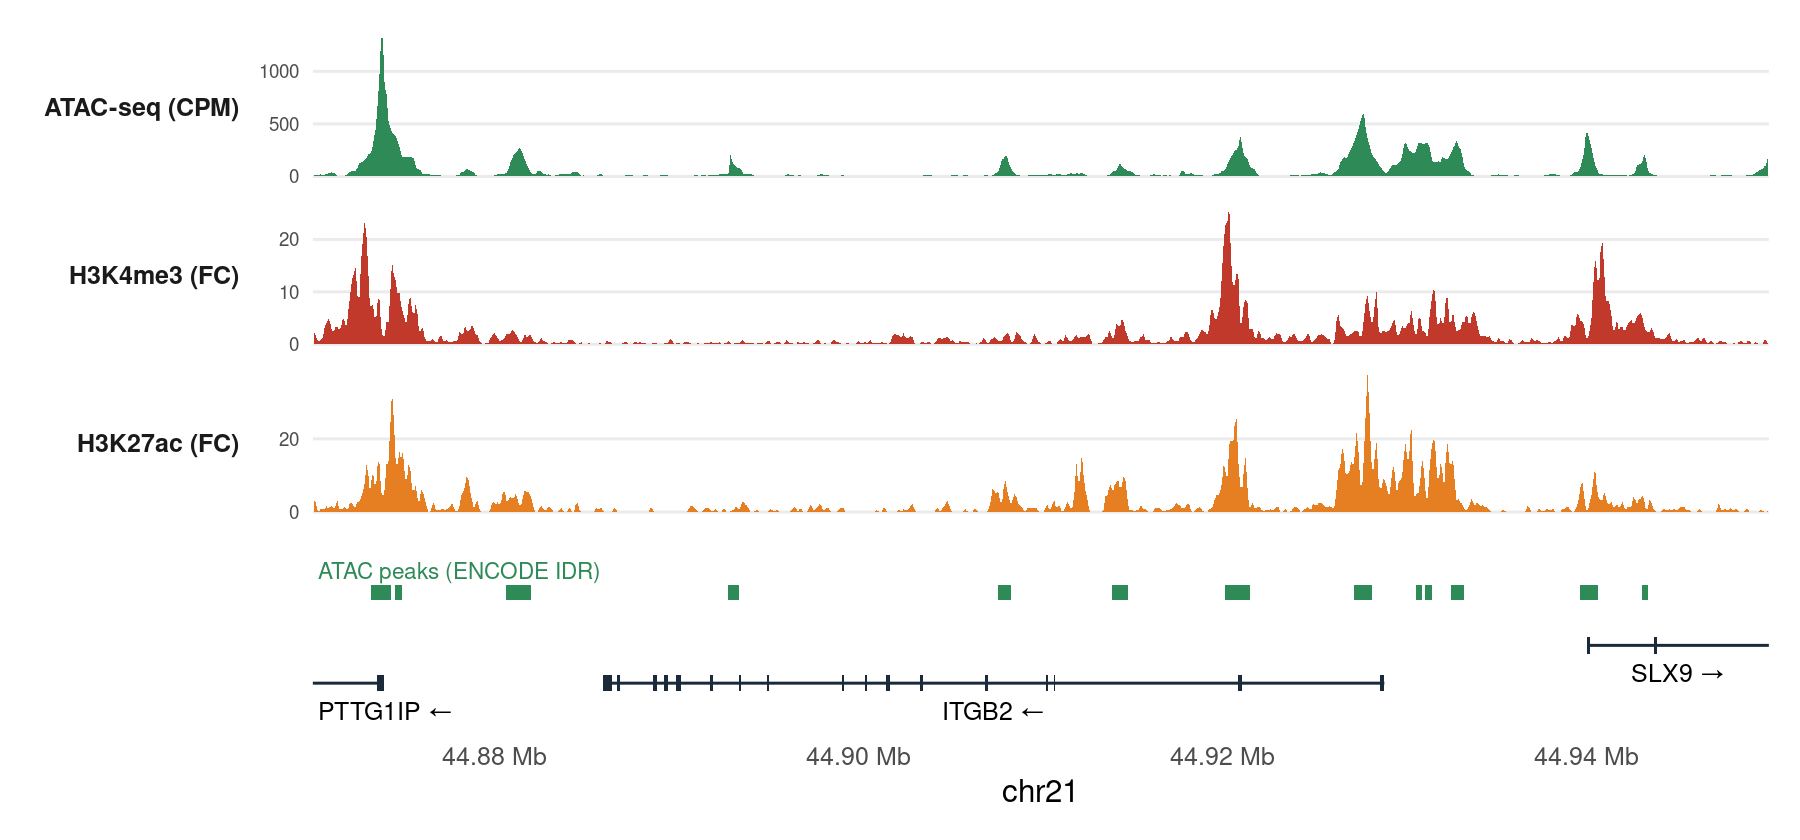 ATAC-seq (CPM)
1000
500
0
H3K4me3 (FC)
20
10
0
H3K27ac (FC)
20
0
ATAC peaks (ENCODE IDR)
SLX9 →
PTTG1IP ←
ITGB2 ←
44.88 Mb
44.90 Mb
44.92 Mb
44.94 Mb
chr21